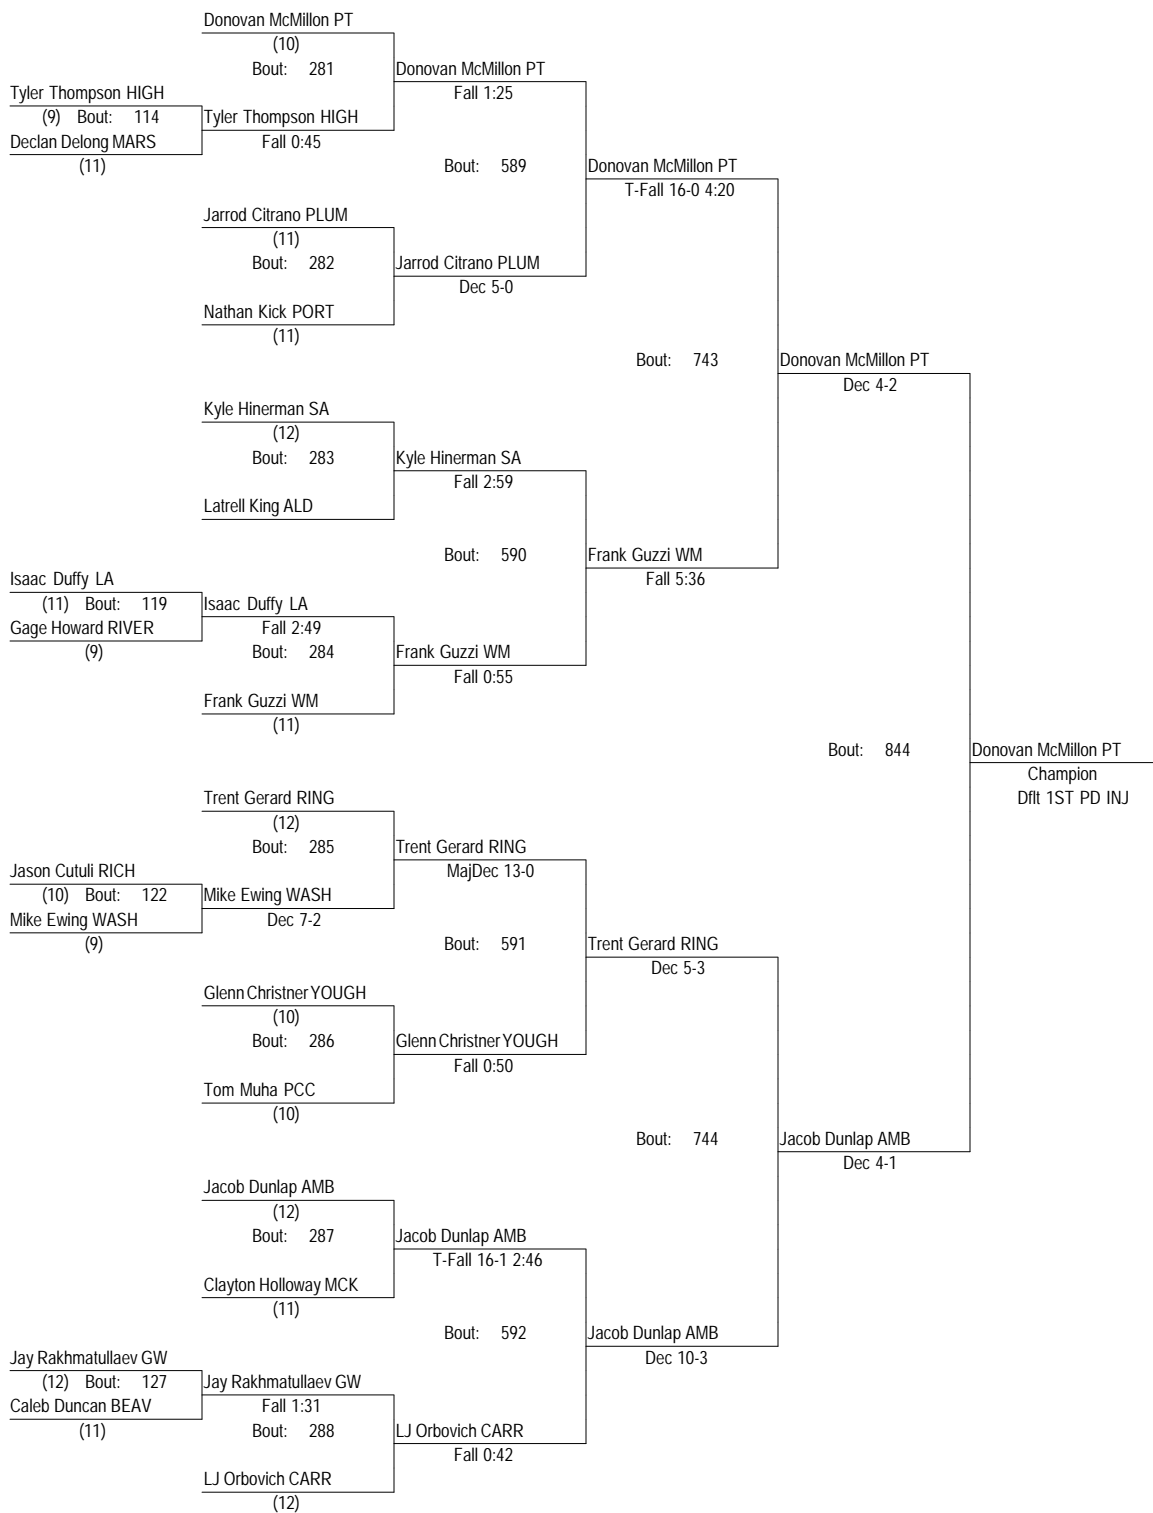 Donovan McMillon PT
(10)
Bout: 281
Donovan McMillon PT
Fall 1:25
Tyler Thompson HIGH
(9) Bout: 114
Tyler Thompson HIGH
Declan Delong MARS
Fall 0:45
(11)
Bout: 589
Donovan McMillon PT
T-Fall 16-0 4:20
Jarrod Citrano PLUM
(11)
Bout: 282
Jarrod Citrano PLUM
Dec 5-0
Nathan Kick PORT
(11)
Bout: 743
Donovan McMillon PT
Dec 4-2
Kyle Hinerman SA
(12)
Bout: 283
Kyle Hinerman SA
Fall 2:59
Latrell King ALD
Bout: 590
Frank Guzzi WM
Fall 5:36
Isaac Duffy LA
(11) Bout: 119
Isaac Duffy LA
Gage Howard RIVER
Fall 2:49
(9)
Bout: 284
Frank Guzzi WM
Fall 0:55
Frank Guzzi WM
(11)
Bout: 844
Donovan McMillon PT
Champion
Dflt 1ST PD INJ
Trent Gerard RING
(12)
Bout: 285
Trent Gerard RING
MajDec 13-0
Jason Cutuli RICH
(10) Bout: 122
Mike Ewing WASH
Mike Ewing WASH
Dec 7-2
(9)
Bout: 591
Trent Gerard RING
Dec 5-3
Glenn Christner YOUGH
(10)
Bout: 286
Glenn Christner YOUGH
Fall 0:50
Tom Muha PCC
(10)
Bout: 744
Jacob Dunlap AMB
Dec 4-1
Jacob Dunlap AMB
(12)
Bout: 287
Jacob Dunlap AMB
T-Fall 16-1 2:46
Clayton Holloway MCK
(11)
Bout: 592
Jacob Dunlap AMB
Dec 10-3
Jay Rakhmatullaev GW
(12) Bout: 127
Jay Rakhmatullaev GW
Caleb Duncan BEAV
Fall 1:31
(11)
Bout: 288
LJ Orbovich CARR
Fall 0:42
LJ Orbovich CARR
(12)